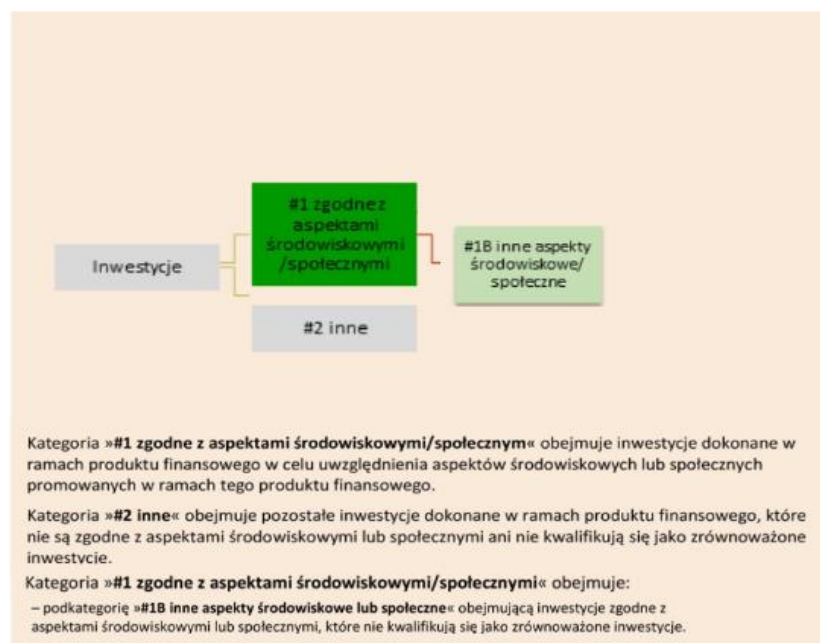 #1 zgodnez
aspektami
środowiskowymi
/społecznymi
Inwestycje
#1B inne aspekty
środowiskowe/
społeczne
#2 inne
Kategoria »#1 zgodne z aspektami środowiskowymi/społecznym« obejmuje inwestycje dokonane w
ramach produktu finansowego w celu uwzględnienia aspektów środowiskowych lub społecznych
promowanych w ramach tego produktu finansowego.
Kategoria »#2 inne« obejmuje pozostałe inwestycje dokonane w ramach produktu finansowego, które
nie są zgodne z aspektami środowiskowymi lub społecznymi ani nie kwalifikują się jako zrównoważone
inwestycie.
Kategoria »#1 zgodne z aspektami środowiskowymi/społecznymi« obejmuje:
– podkategorię »#1B inne aspekty środowiskowe lub społeczne« obejmującą inwestycje zgodne z
aspektami środowiskowymi lub społecznymi, które nie kwalifikują się jako zrównoważone inwestycje.